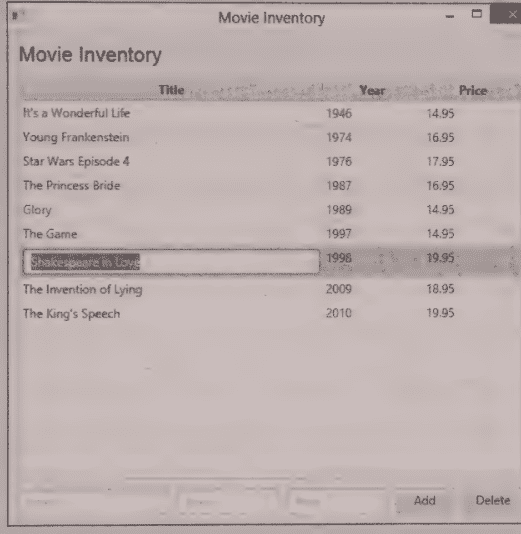 Movie Inventory
Movie Inventory
Title Year Price
It's a Wonderful Life 1946 14.95
Young Frankenstein 1974 16.95
Star Wars Episode 4 1976 17.95
The Princess Bride 1987 16.95
Glory 1989 14.95
The Game 1997 14.95
Shakespeare in Love 1998 19.95
The Invention of Lying 2009 18.95
The King's Speech 2010 19.95
Add Delete